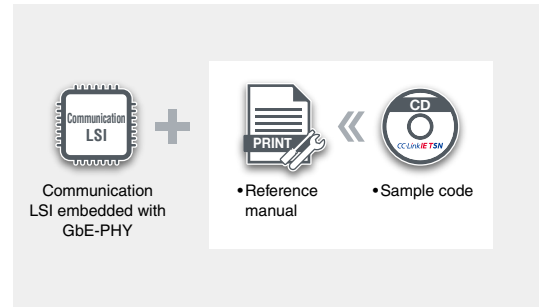 Communication
LSI
PRINT
CD
CC-Link IE TSN
Communication
LSI embedded with
GbE-PHY
•Reference
manual
•Sample code